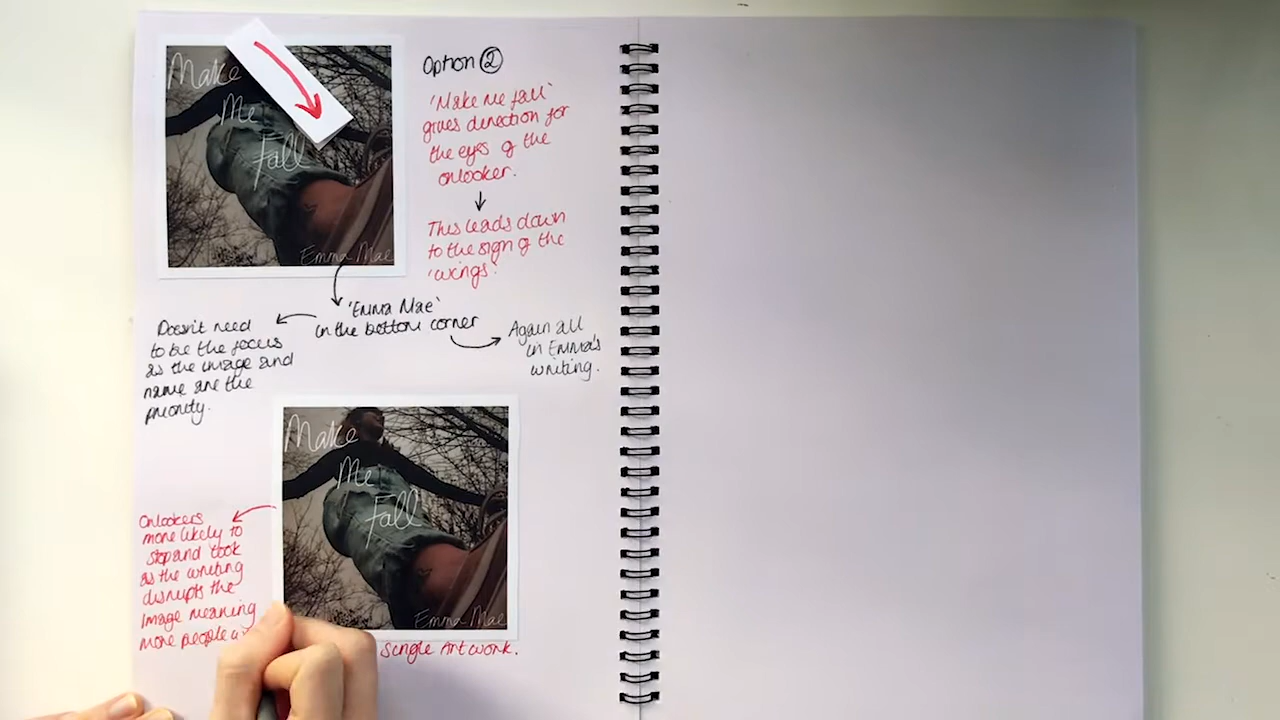 Make
Me
Fall
Emma Mae
Option ②
'Make Me fall'
gives direction for
the eyes of the
onlooker.
This leads down
to the sign of the
'wings'.
'Emma Mae'
in the bottom corner
Doesn't need
to be the focus
as the image and
name are the
priority.
Again all
in Emma's
writing.
Make
Me
Fall
Emma Mae
Onlookers
more likely to
stop and look
as the writing
disrupts the
image meaning
more people
single Artwork.